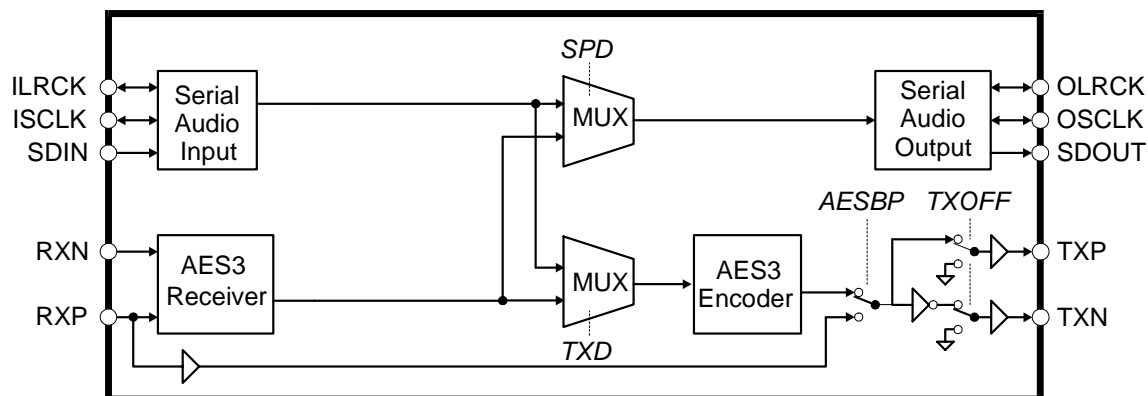 SPD
ILRCK
ISCLK
SDIN
Serial
Audio
Input
MUX
Serial
Audio
Output
OLRCK
OSCLK
SDOUT
AESBP
TXOFF
RXN
RXP
AES3
Receiver
MUX
TXD
AES3
Encoder
TXP
TXN